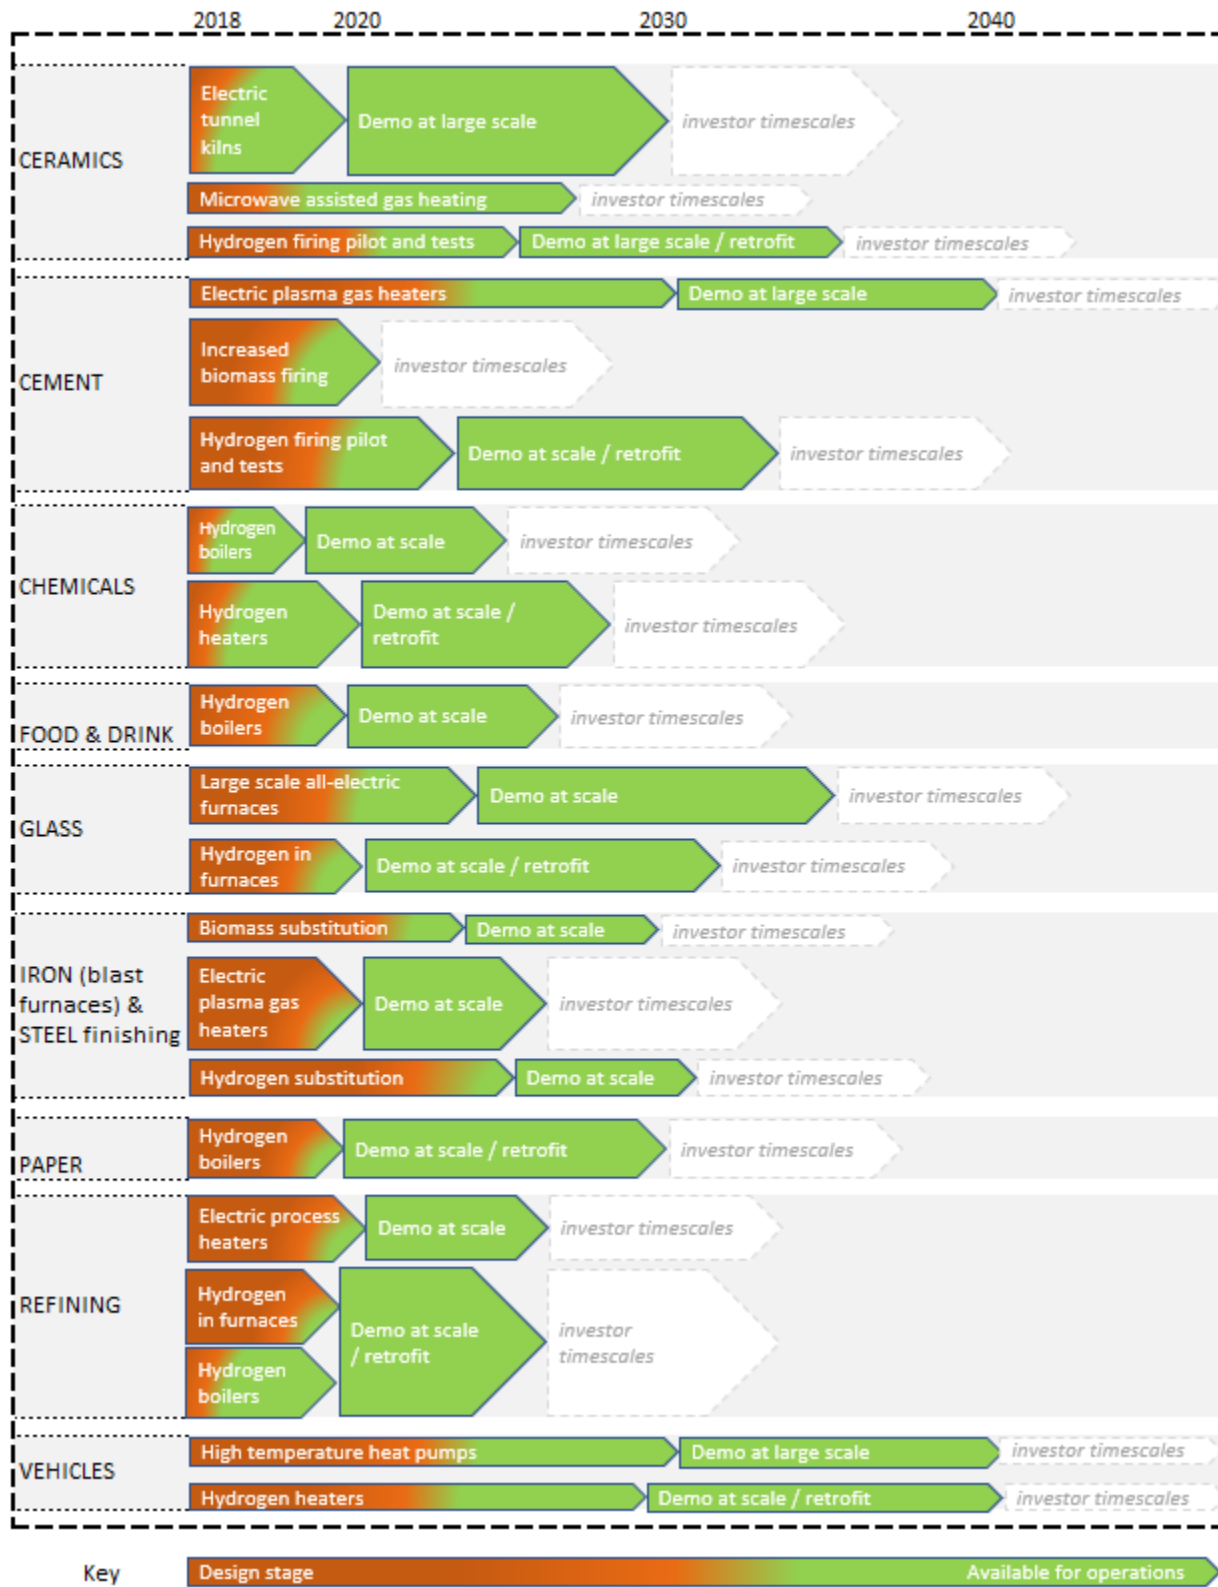 2018 2020 2030 2040
CERAMICS
Electric
tunnel
kilns
Demo at large scale
investor timescales
Microwave assisted gas heating
investor timescales
Hydrogen firing pilot and tests
Demo at large scale / retrofit
investor timescales
CEMENT
Electric plasma gas heaters
Demo at large scale
investor timescales
Increased
biomass firing
investor timescales
Hydrogen firing pilot
and tests
Demo at scale / retrofit
investor timescales
CHEMICALS
Hydrogen
boilers
Demo at scale
investor timescales
Hydrogen
heaters
Demo at scale /
retrofit
investor timescales
FOOD & DRINK
Hydrogen
boilers
Demo at scale
investor timescales
GLASS
Large scale all-electric
furnaces
Demo at scale
investor timescales
Hydrogen in
furnaces
Demo at scale / retrofit
investor timescales
IRON (blast
furnaces) &
STEEL finishing
Biomass substitution
Demo at scale
investor timescales
Electric
plasma gas
heaters
Demo at scale
investor timescales
Hydrogen substitution
Demo at scale
investor timescales
PAPER
Hydrogen
boilers
Demo at scale / retrofit
investor timescales
REFINING
Electric process
heaters
Demo at scale
investor timescales
Hydrogen
in furnaces
Hydrogen
boilers
Demo at scale
/ retrofit
investor
timescales
VEHICLES
High temperature heat pumps
Demo at large scale
investor timescales
Hydrogen heaters
Demo at scale / retrofit
investor timescales
Key
Design stage
Available for operations